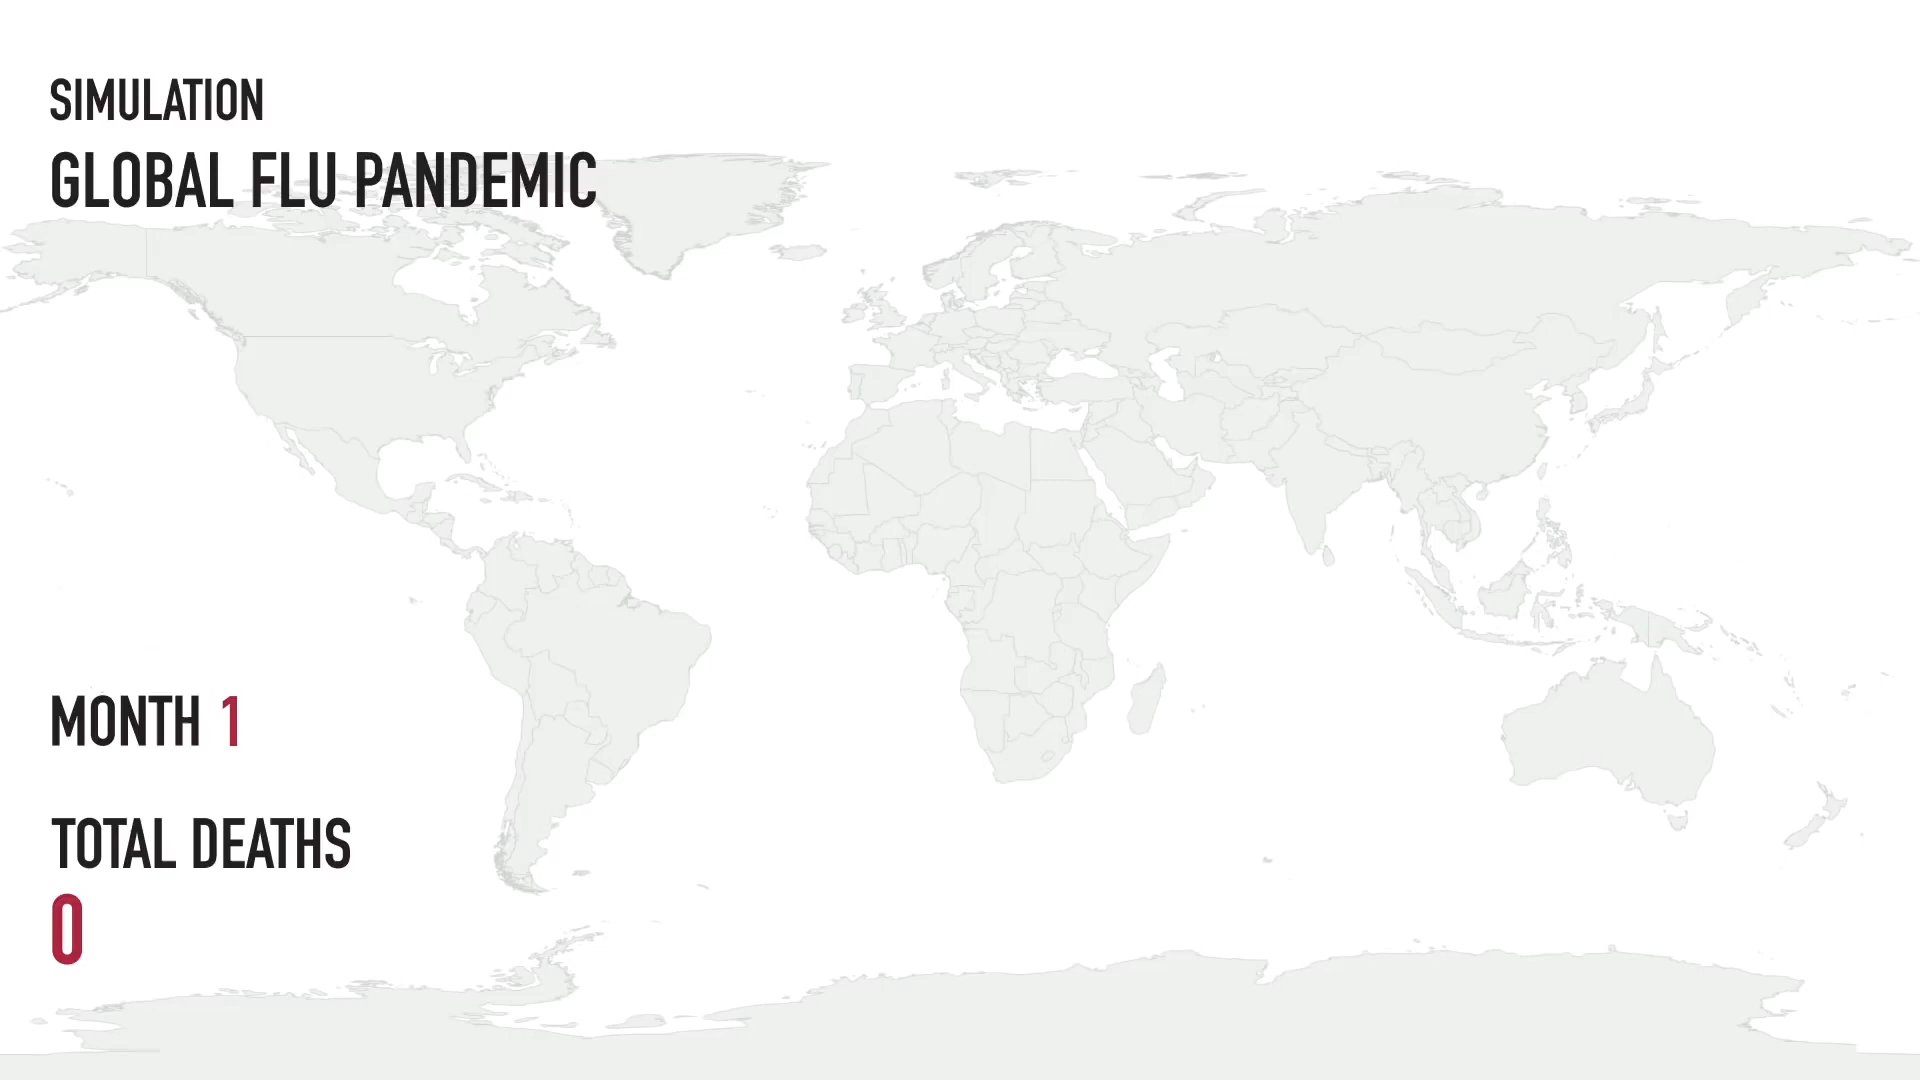 SIMULATION
GLOBAL FLU PANDEMIC
MONTH 1
TOTAL DEATHS
0